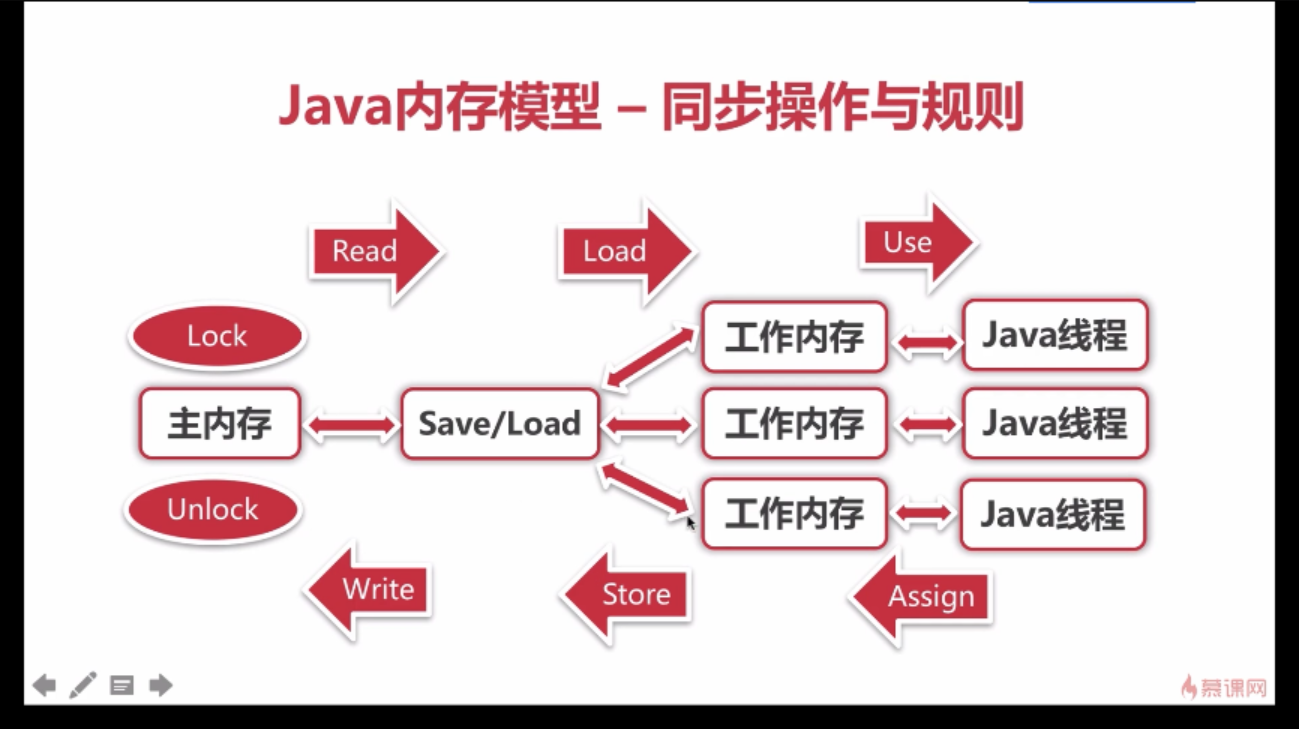 Java内存模型 – 同步操作与规则
Read
Load
Use
Lock
工作内存
Java线程
主内存
Save/Load
工作内存
Java线程
Unlock
工作内存
Java线程
Write
Store
Assign
慕课网